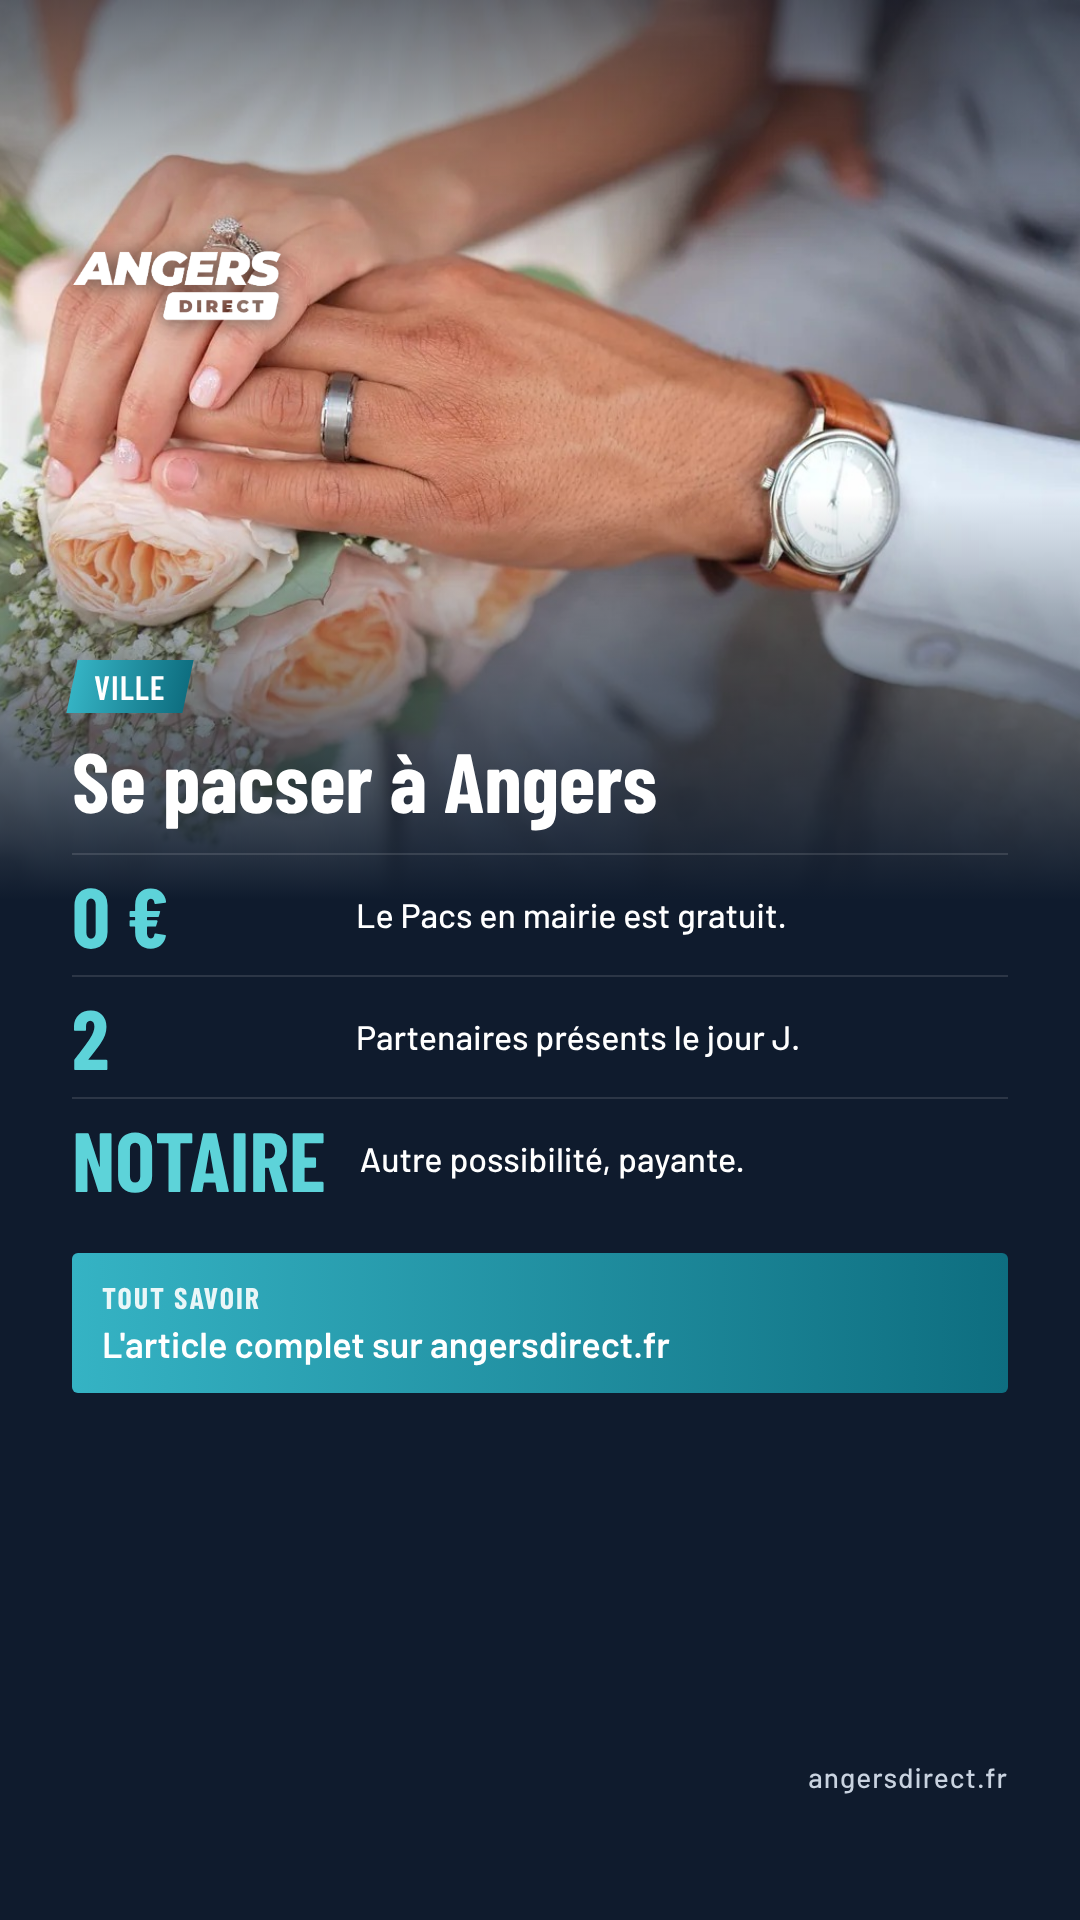 ANGERS
DIRECT
VILLE
Se pacser à Angers
0 €
Le Pacs en mairie est gratuit.
2
Partenaires présents le jour J.
NOTAIRE
Autre possibilité, payante.
TOUT SAVOIR
L'article complet sur angersdirect.fr
angersdirect.fr